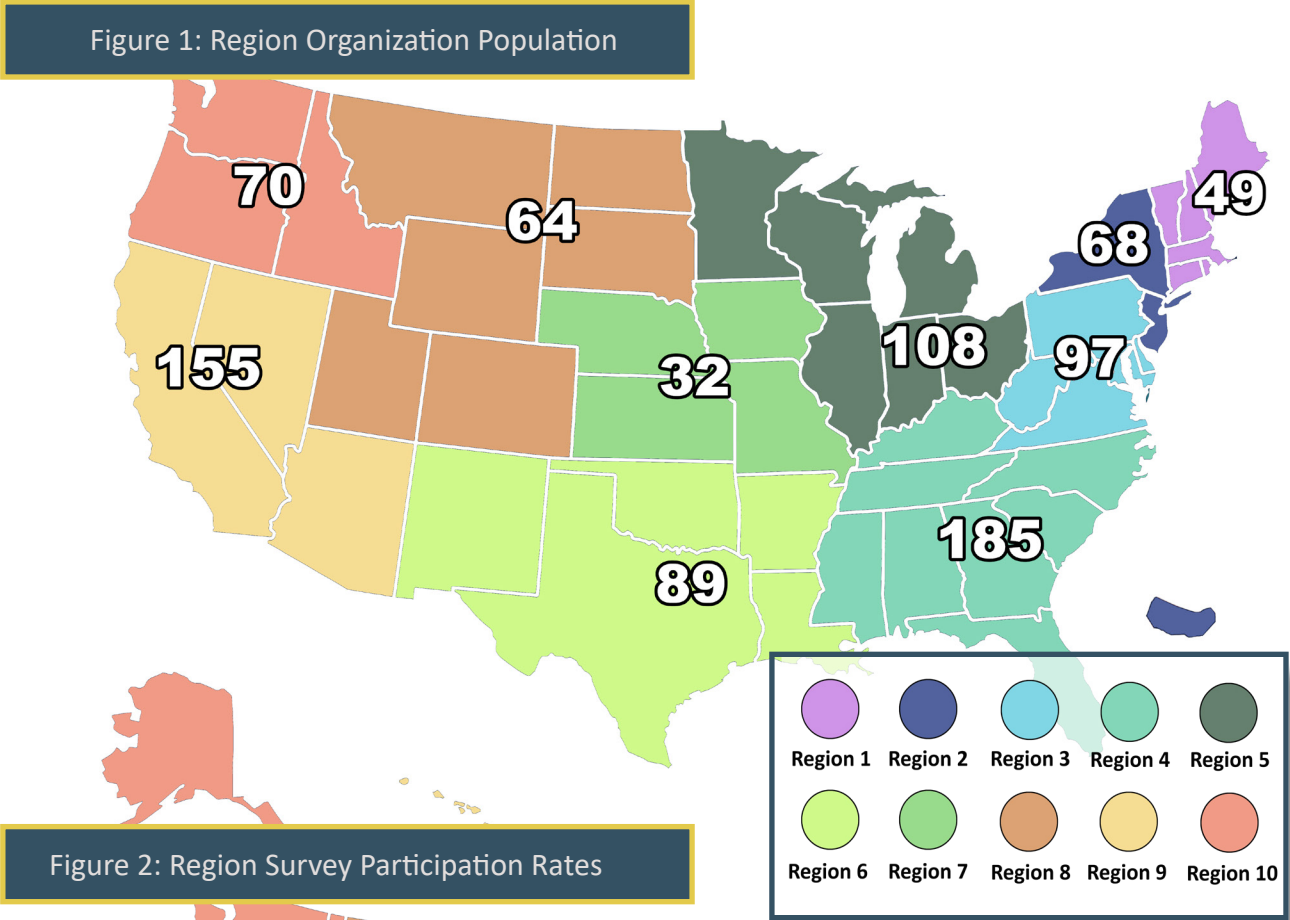 Figure 1: Region Organization Population
70
64
49
68
155
32
108
97
185
89
Region 1 Region 2 Region 3 Region 4 Region 5
Region 6 Region 7 Region 8 Region 9 Region 10
Figure 2: Region Survey Participation Rates